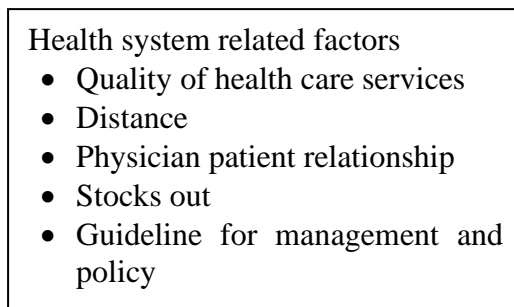 Health system related factors
• Quality of health care services
• Distance
• Physician patient relationship
• Stocks out
• Guideline for management and
policy